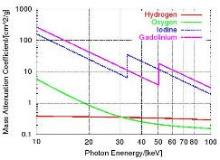 Mass Attenuation Coefficient/[cm^2/g]
1000
100
10
1
0.1
Hydrogen
Oxygen
Iodine
Gadolinium
10 20 30 40 50 60 70 80 100
Photon Enenergy/[keV]